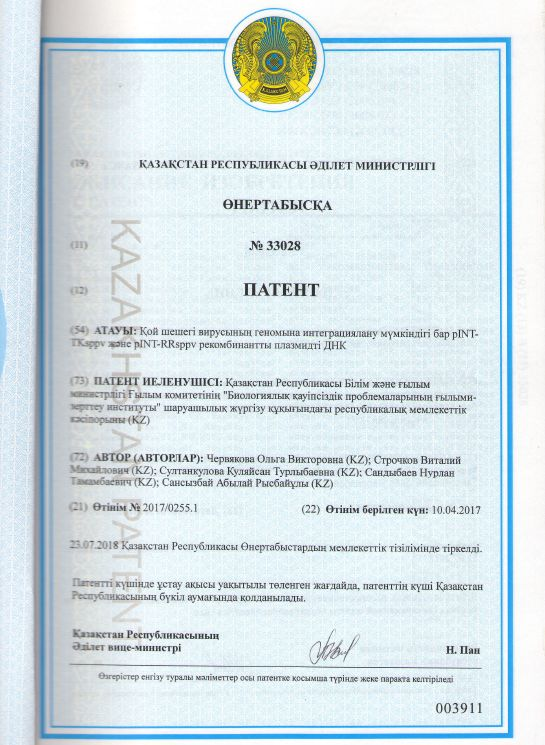 (19) ҚАЗАҚСТАН РЕСПУБЛИКАСЫ ӘДІЛЕТ МИНИСТРЛІГІ
ӨНЕРТАБЫСҚА
(11) № 33028
(12) ПАТЕНТ
(54) АТАУЫ: Қой шешегі вирусының геномына интеграциялану мүмкіндігі бар pINT-
TKsppv және pINT-RRsppv рекомбинантты плазмидті ДНК
(73) ПАТЕНТ ИЕЛЕНУШІСІ: Қазақстан Республикасы Білім және ғылым
министрлігі Ғылым комитетінің "Биологиялық қауіпсіздік проблемаларының ғылыми-
зерттеу институты" шаруашылық жүргізу құқығындағы республикалық мемлекеттік
кәсіпорыны (KZ)
(72) АВТОР (АВТОРЛАР): Червякова Ольга Викторовна (KZ); Строчков Виталий
Михайлович (KZ); Султанкулова Куляйсан Турлыбаевна (KZ); Сандыбаев Нурлан
Тамамбаевич (KZ); Сансызбай Абылай Рысбайұлы (KZ)
(21) Өтінім № 2017/0255.1 (22) Өтінім берілген күн: 10.04.2017
23.07.2018 Қазақстан Республикасы Өнертабыстардың мемлекеттік тізілімінде тіркелді.
Патентті күшінде ұстау ақысы уақытылы төленген жағдайда, патенттің күші Қазақстан
Республикасының бүкіл аумағында қолданылады.
Қазақстан Республикасының
Әділет вице-министрі Н. Пан
Өзгерістер енгізу туралы мәліметтер осы патентке қосымша түрінде жеке парақта келтіріледі
003911